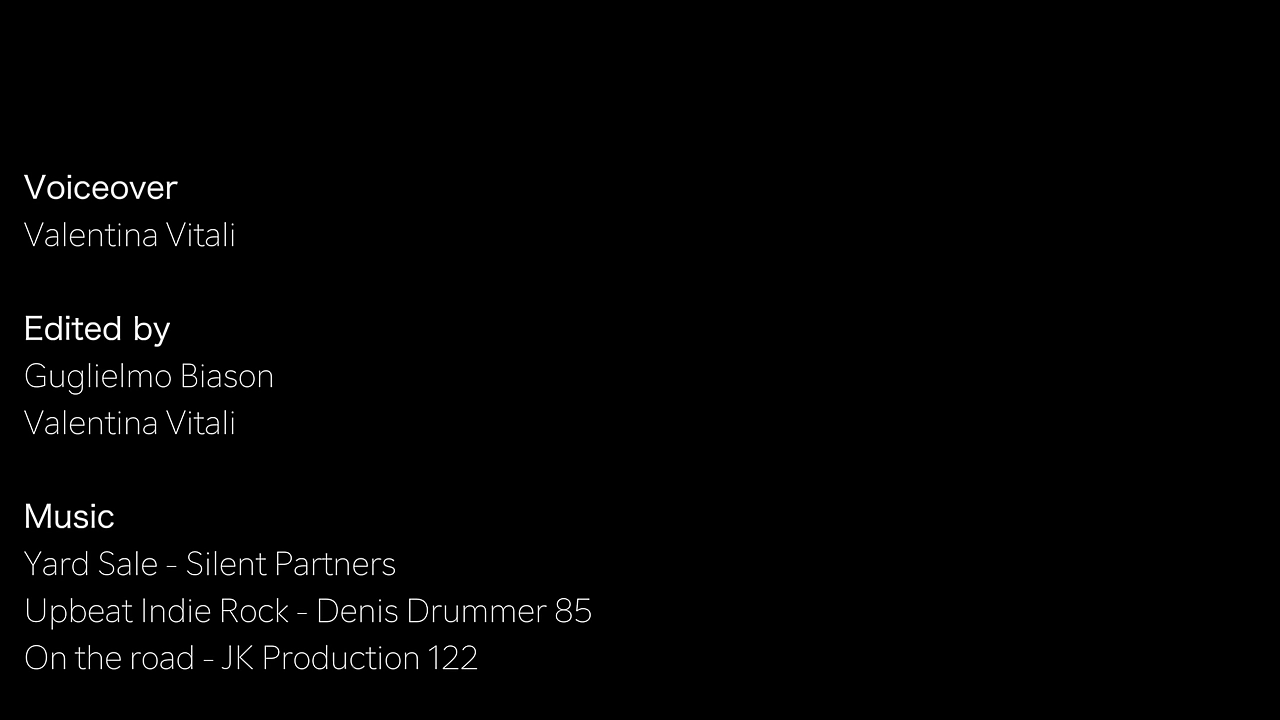 Voiceover
Valentina Vitali
Edited by
Guglielmo Biason
Valentina Vitali
Music
Yard Sale - Silent Partners
Upbeat Indie Rock - Denis Drummer 85
On the road - JK Production 122